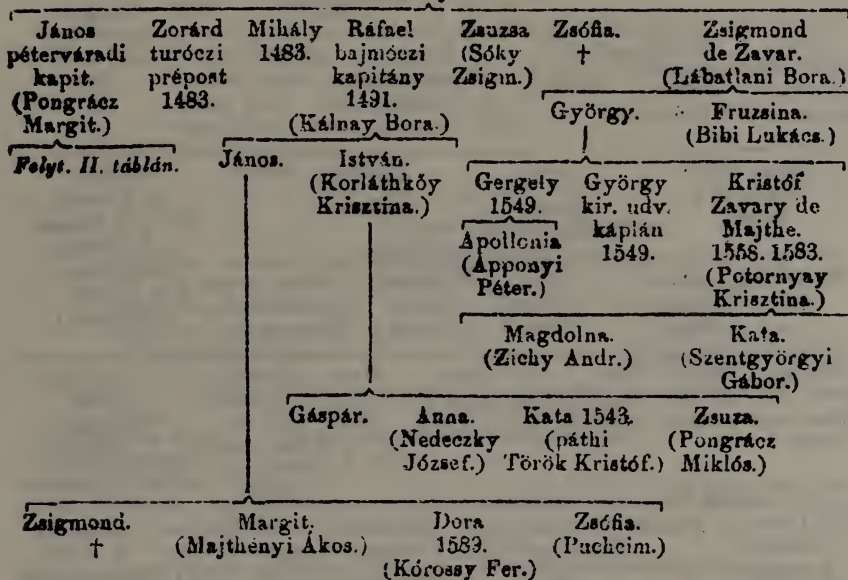 János Zorárd Mihály Ráfael Zsuzsa Zsófia. Zsigmond
péterváradi turóczi 1483. bajmóczi (Sóky † de Zavar.
kapit. prépost kapitány Zsigm.) (Lábatlani Bora.)
(Pongrácz 1483. 1491.
Margit.) (Kálnay Bora.)
György. Fruzsina.
(Bibi Lukács.)
Folyt. II. táblán. János. István.
(Korláthkőy
Krisztina.)
Gergely György Kristóf
1549. kir. udv. Zavary de
Apollonia káplán Majthe.
(Apponyi 1549. 1558. 1583.
Péter.) (Potornyay
Krisztina.)
Magdolna. Kata.
(Zichy Andr.) (Szentgyörgyi
Gábor.)
Gáspár. Anna. Kata 1543. Zsuza.
(Nedeczky (páthi (Pongrácz
József.) Török Kristóf.) Miklós.)
Zsigmond. Margit. Dora Zsófia.
† (Majthényi Ákos.) 1589. (Pucheim.)
(Kórossy Fer.)